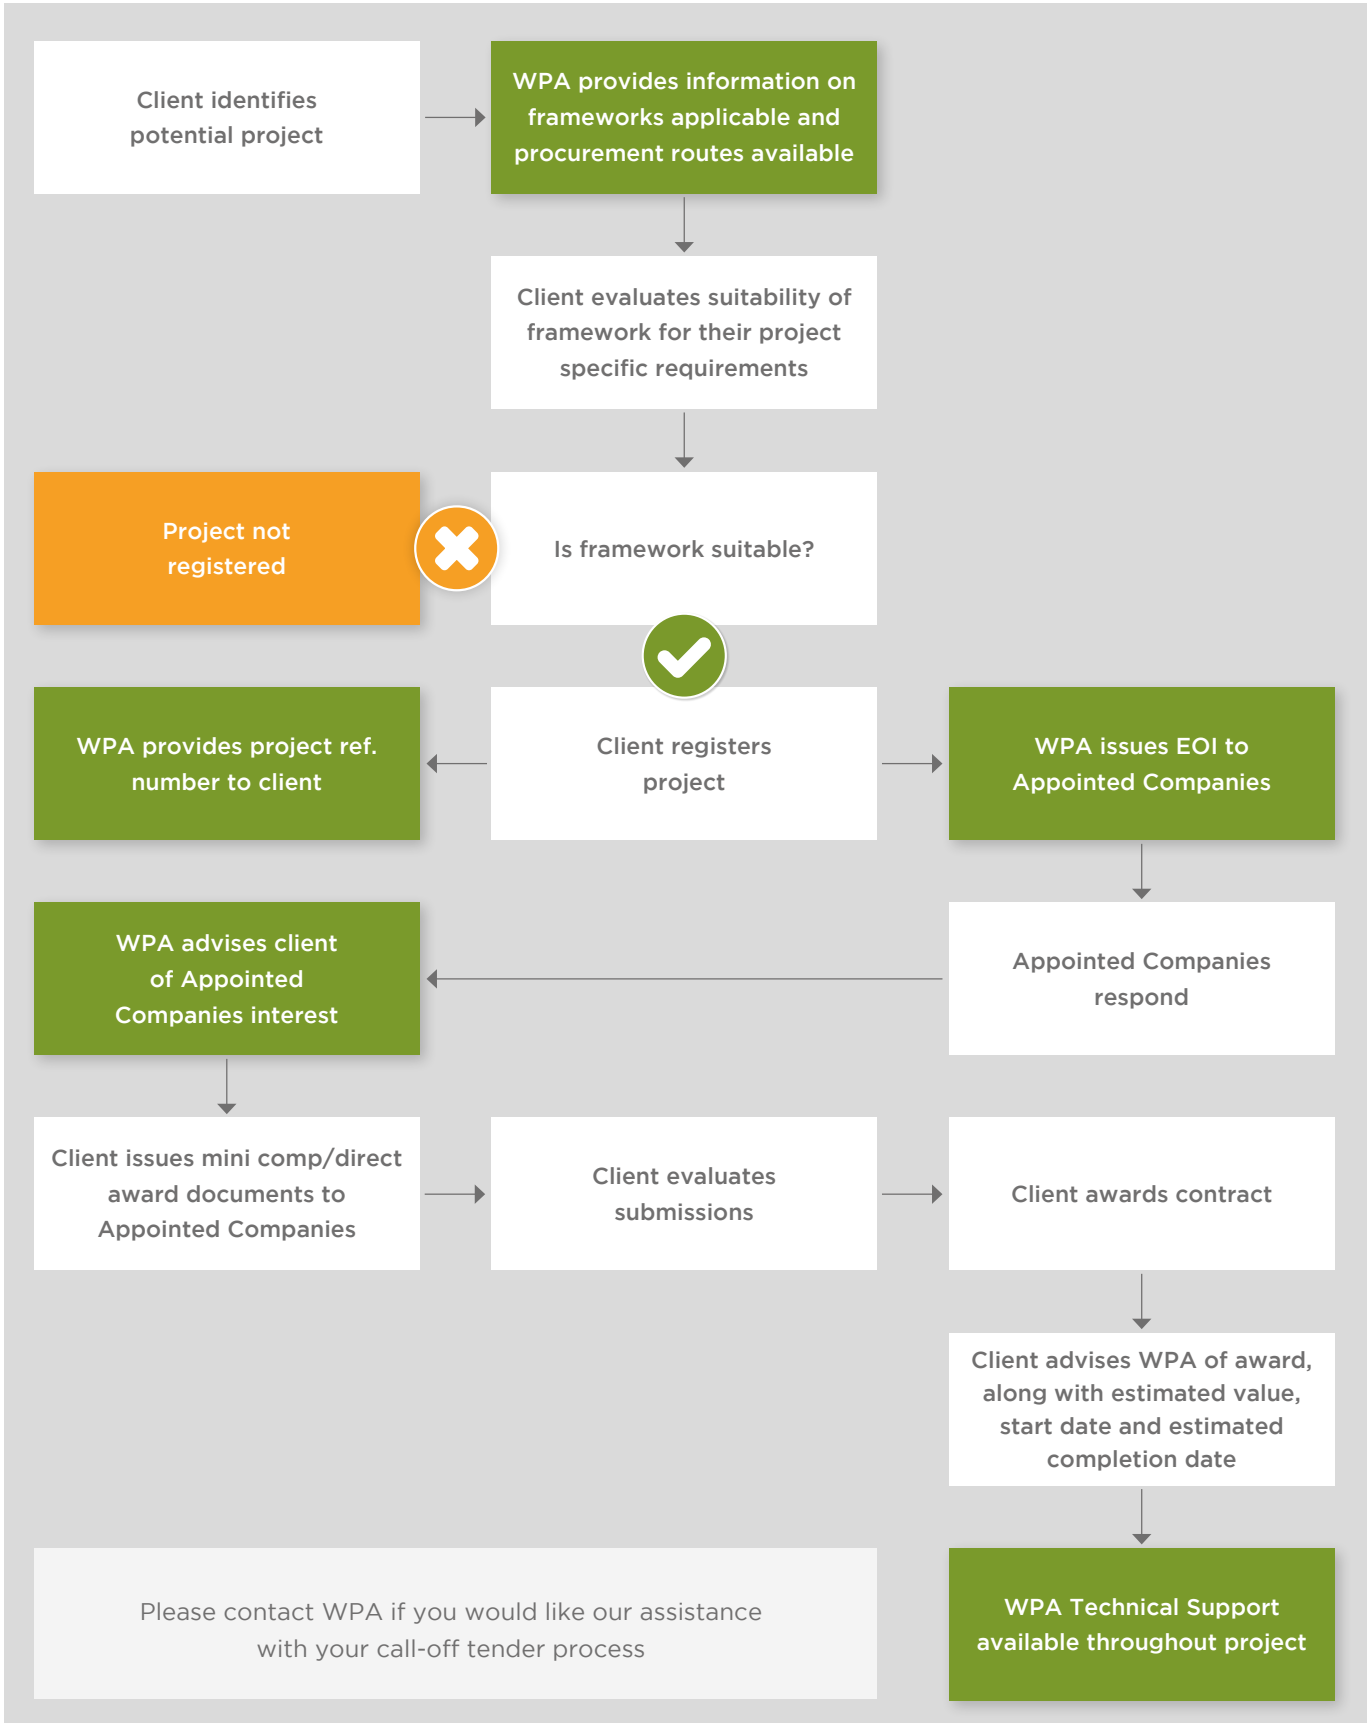 Client identifies
potential project
WPA provides information on
frameworks applicable and
procurement routes available
Client evaluates suitability of
framework for their project
specific requirements
Project not
registered
Is framework suitable?
WPA provides project ref.
number to client
Client registers
project
WPA issues EOI to
Appointed Companies
WPA advises client
of Appointed
Companies interest
Appointed Companies
respond
Client issues mini comp/direct
award documents to
Appointed Companies
Client evaluates
submissions
Client awards contract
Client advises WPA of award,
along with estimated value,
start date and estimated
completion date
Please contact WPA if you would like our assistance
with your call-off tender process
WPA Technical Support
available throughout project